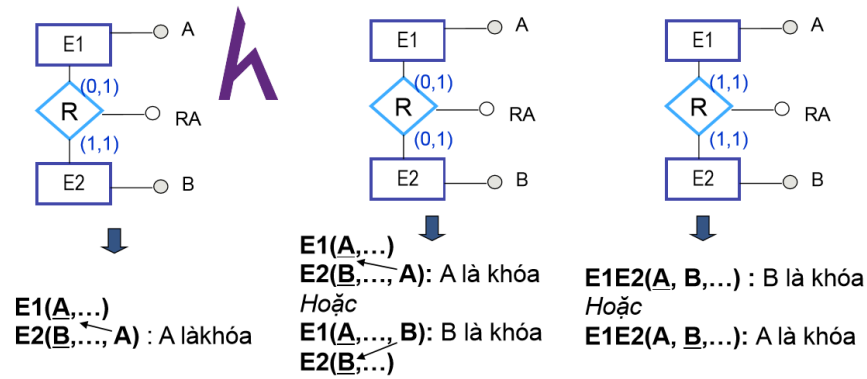 E1
A
(0,1)
R
RA
(1,1)
E2
B
E1(A,…)
E2(B,…, A) : A làkhóa
E1
A
(0,1)
R
RA
(0,1)
E2
B
E1(A,…)
E2(B,…, A): A là khóa
Hoặc
E1(A,…, B): B là khóa
E2(B,…)
E1
A
(1,1)
R
RA
(1,1)
E2
B
E1E2(A, B,…) : B là khóa
Hoặc
E1E2(A, B,…): A là khóa